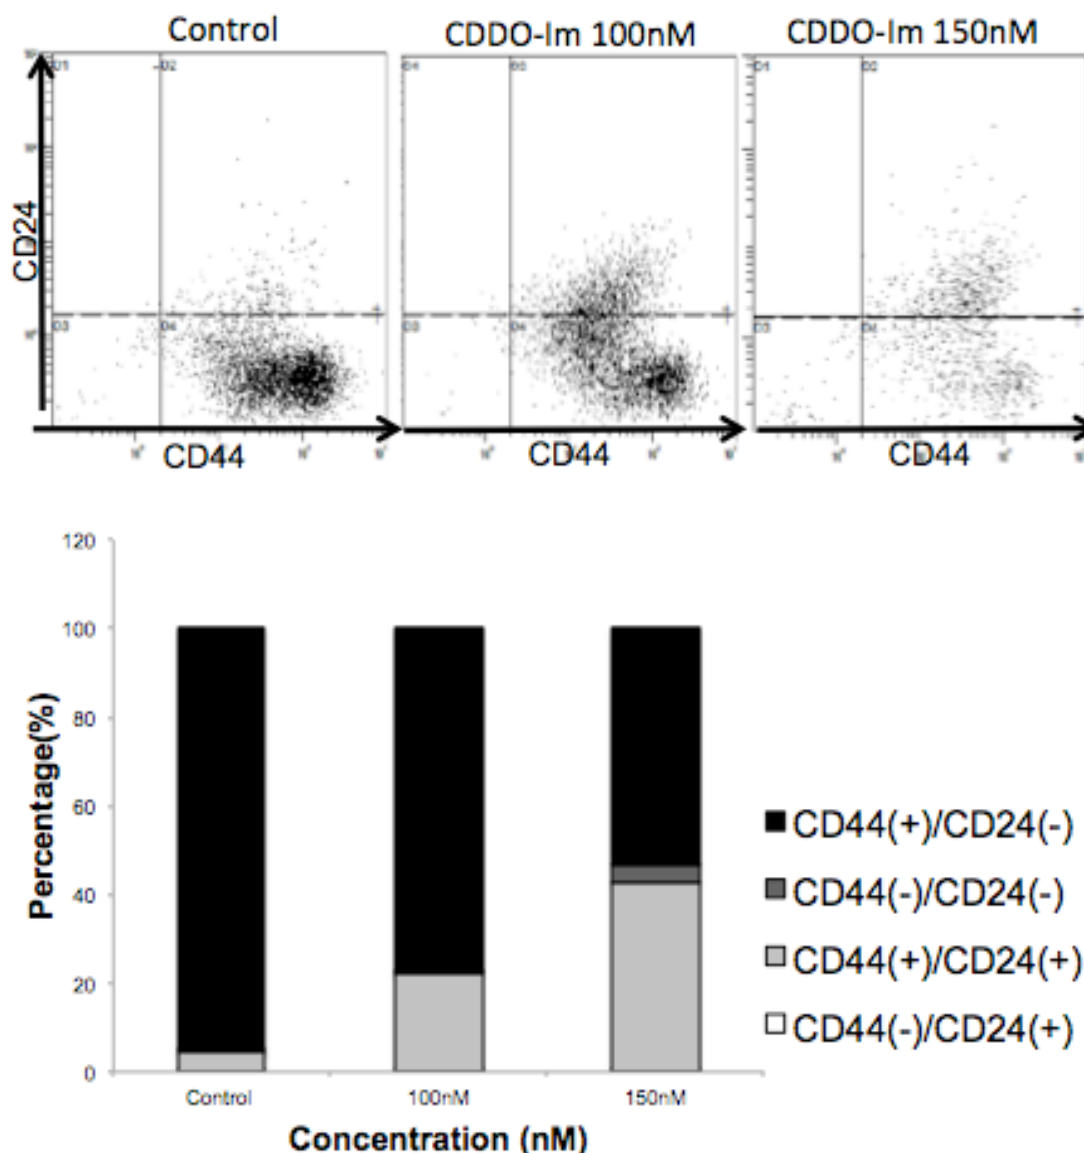 Control
CDDO-Im 100nM
CDDO-Im 150nM
CD24
CD44
CD44
CD44
120
100
80
60
40
20
0
Percentage(%)
Control
100nM
150nM
Concentration (nM)
CD44(+)/CD24(-)
CD44(-)/CD24(-)
CD44(+)/CD24(+)
CD44(-)/CD24(+)